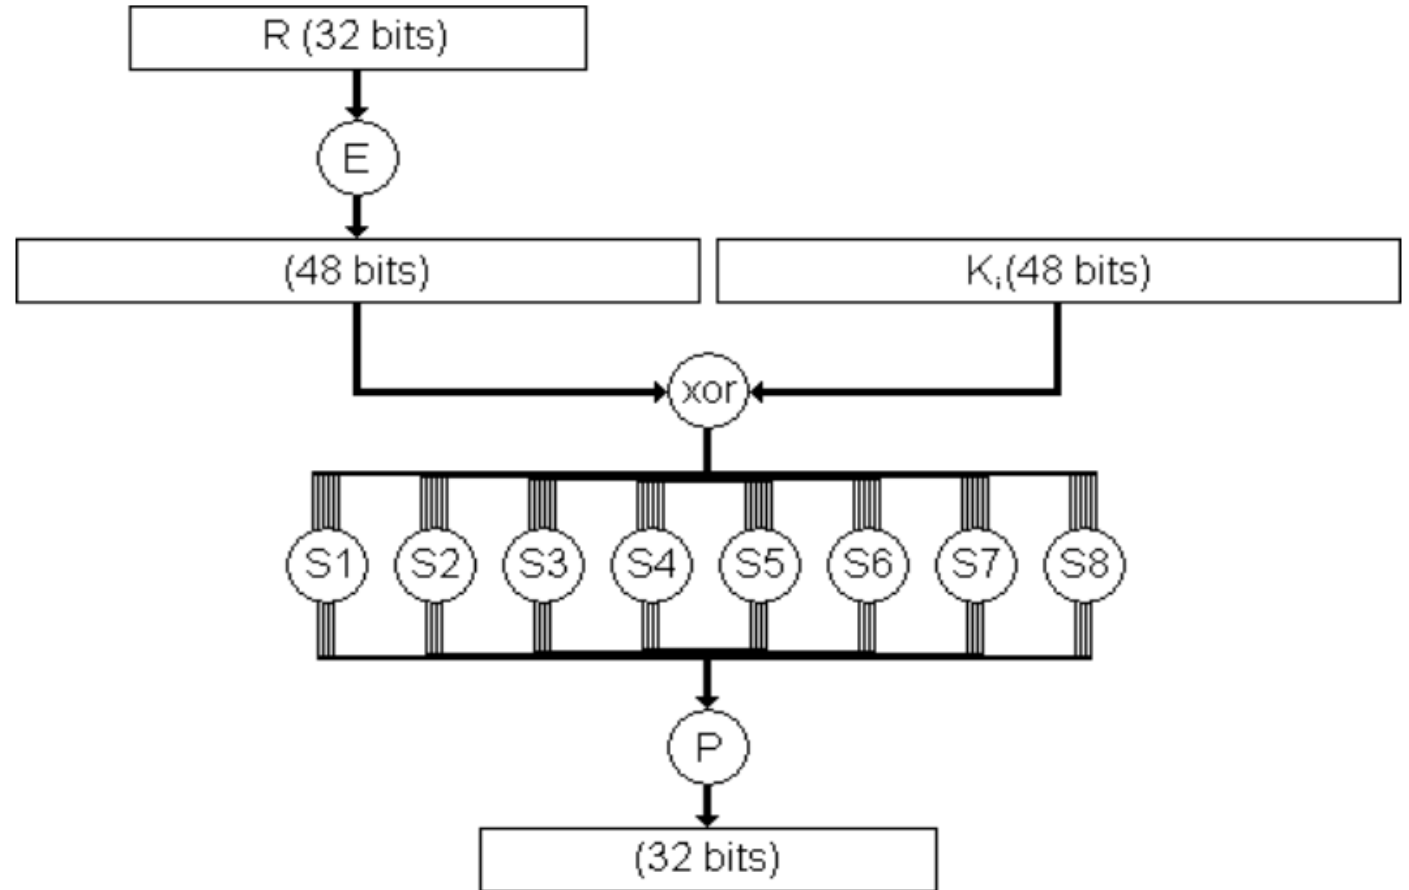 R (32 bits)
E
(48 bits)
Kᵢ(48 bits)
xor
S1 S2 S3 S4 S5 S6 S7 S8
P
(32 bits)